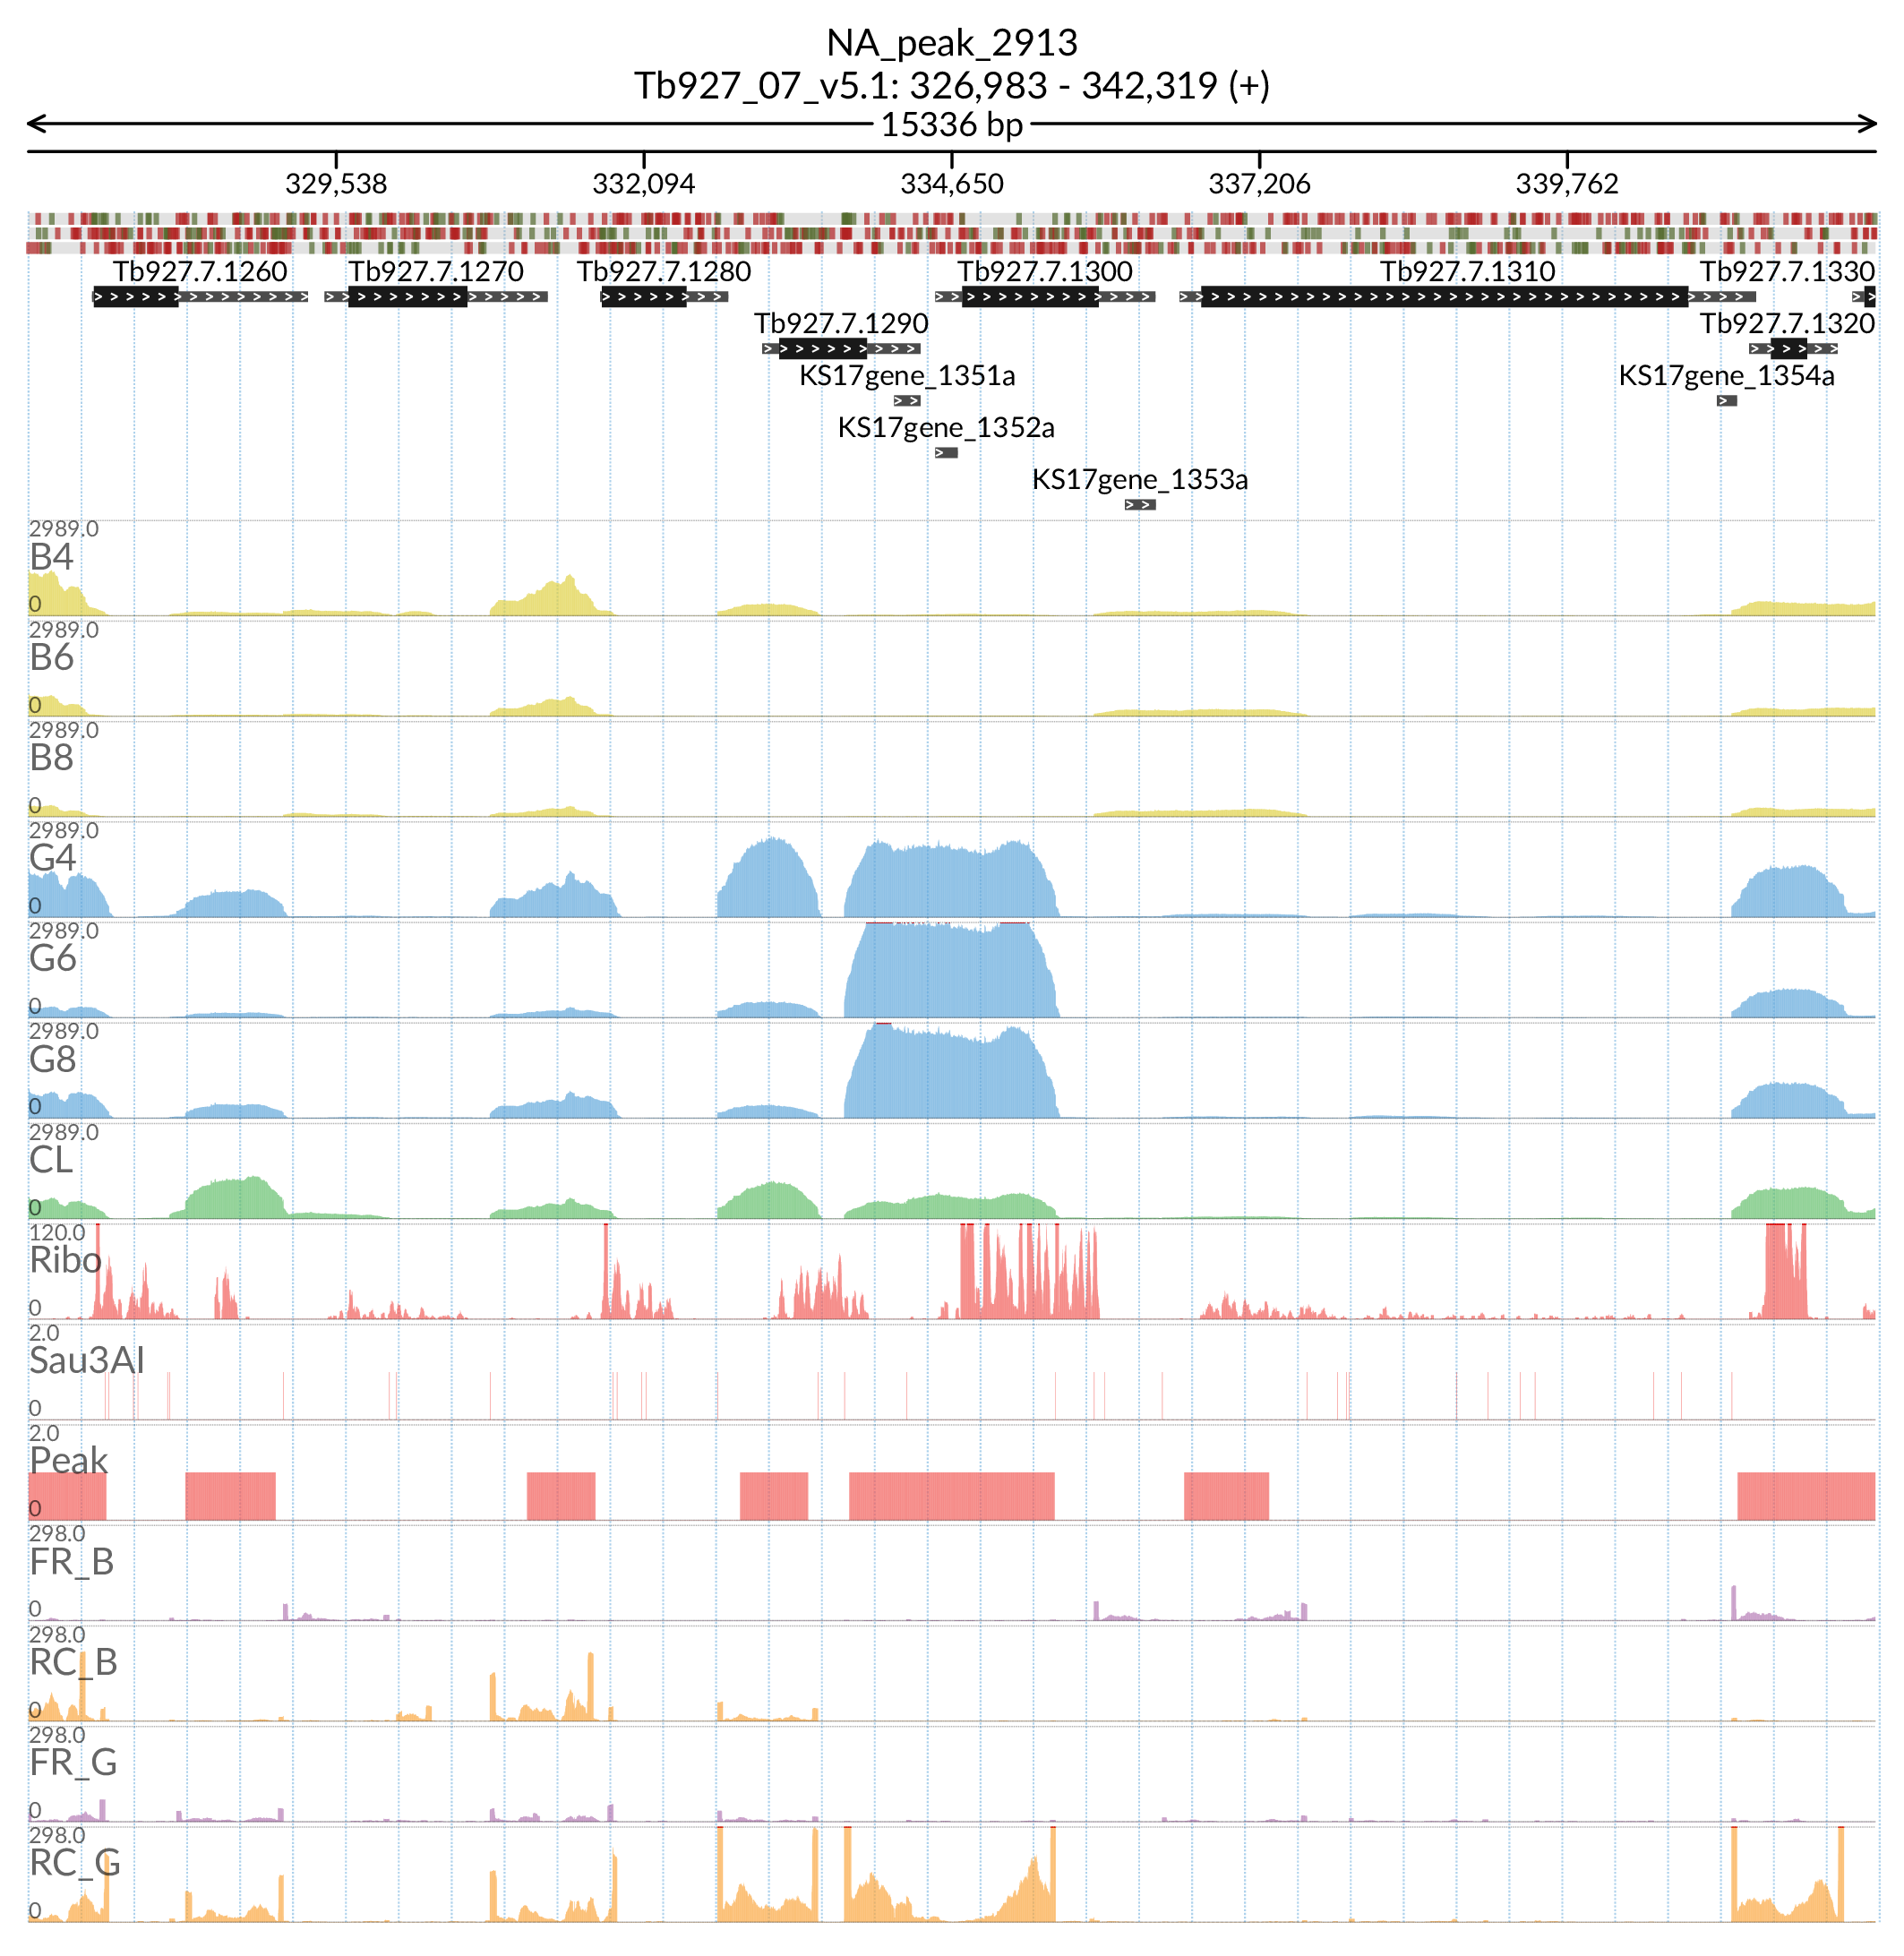 NA_peak_2913
Tb927_07_v5.1: 326,983 - 342,319 (+)
15336 bp
329,538 332,094 334,650 337,206 339,762
Tb927.7.1260 Tb927.7.1270 Tb927.7.1280 Tb927.7.1300 Tb927.7.1310 Tb927.7.1330
Tb927.7.1290 Tb927.7.1320
KS17gene_1351a KS17gene_1354a
KS17gene_1352a
KS17gene_1353a
2989.0
B4
0
2989.0
B6
0
2989.0
B8
0
2989.0
G4
0
2989.0
G6
0
2989.0
G8
0
2989.0
CL
0
120.0
Ribo
0
2.0
Sau3AI
0
2.0
Peak
0
298.0
FR_B
0
298.0
RC_B
0
298.0
FR_G
0
298.0
RC_G
0